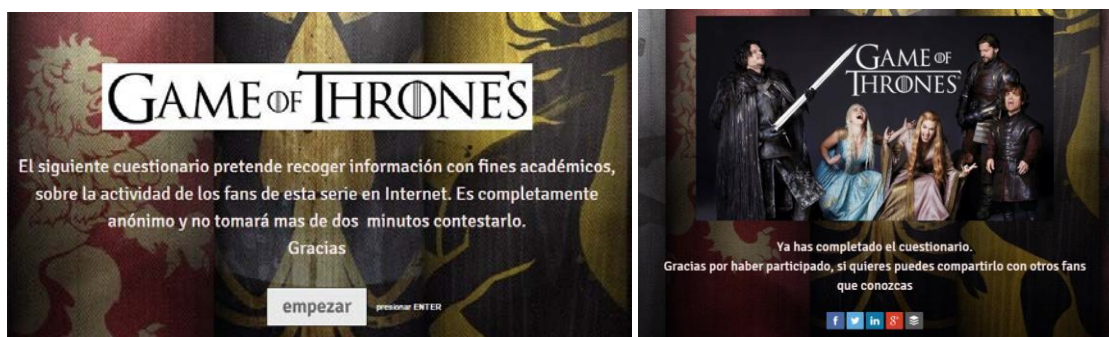 GAME OF THRONES
El siguiente cuestionario pretende recoger información con fines académicos,
sobre la actividad de los fans de esta serie en Internet. Es completamente
anónimo y no tomará mas de dos minutos contestarlo.
Gracias
empezar presionar ENTER
GAME OF
THRONES
Ya has completado el cuestionario.
Gracias por haber participado, si quieres puedes compartirlo con otros fans
que conozcas